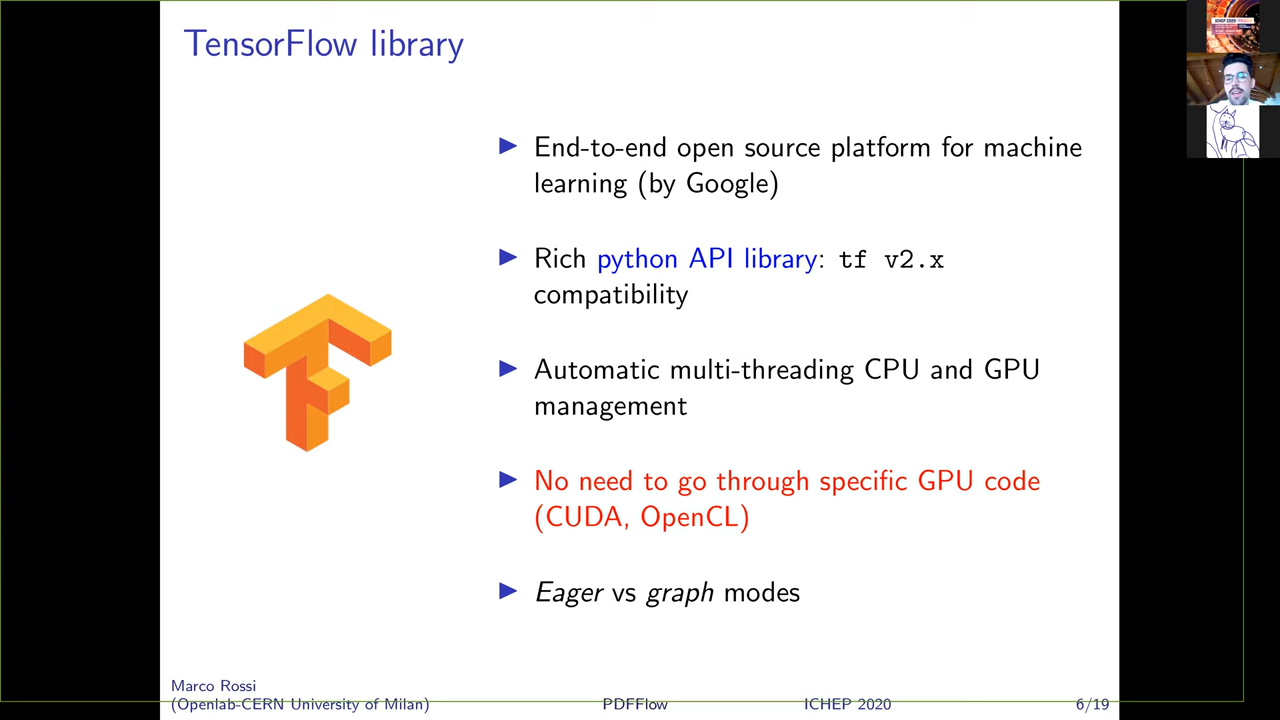 TensorFlow library
End-to-end open source platform for machine
learning (by Google)
Rich python API library: tf v2.x
compatibility
Automatic multi-threading CPU and GPU
management
No need to go through specific GPU code
(CUDA, OpenCL)
Eager vs graph modes
Marco Rossi
(Openlab-CERN University of Milan)
PDFFlow
ICHEP 2020
6/19
ICHEP 2020